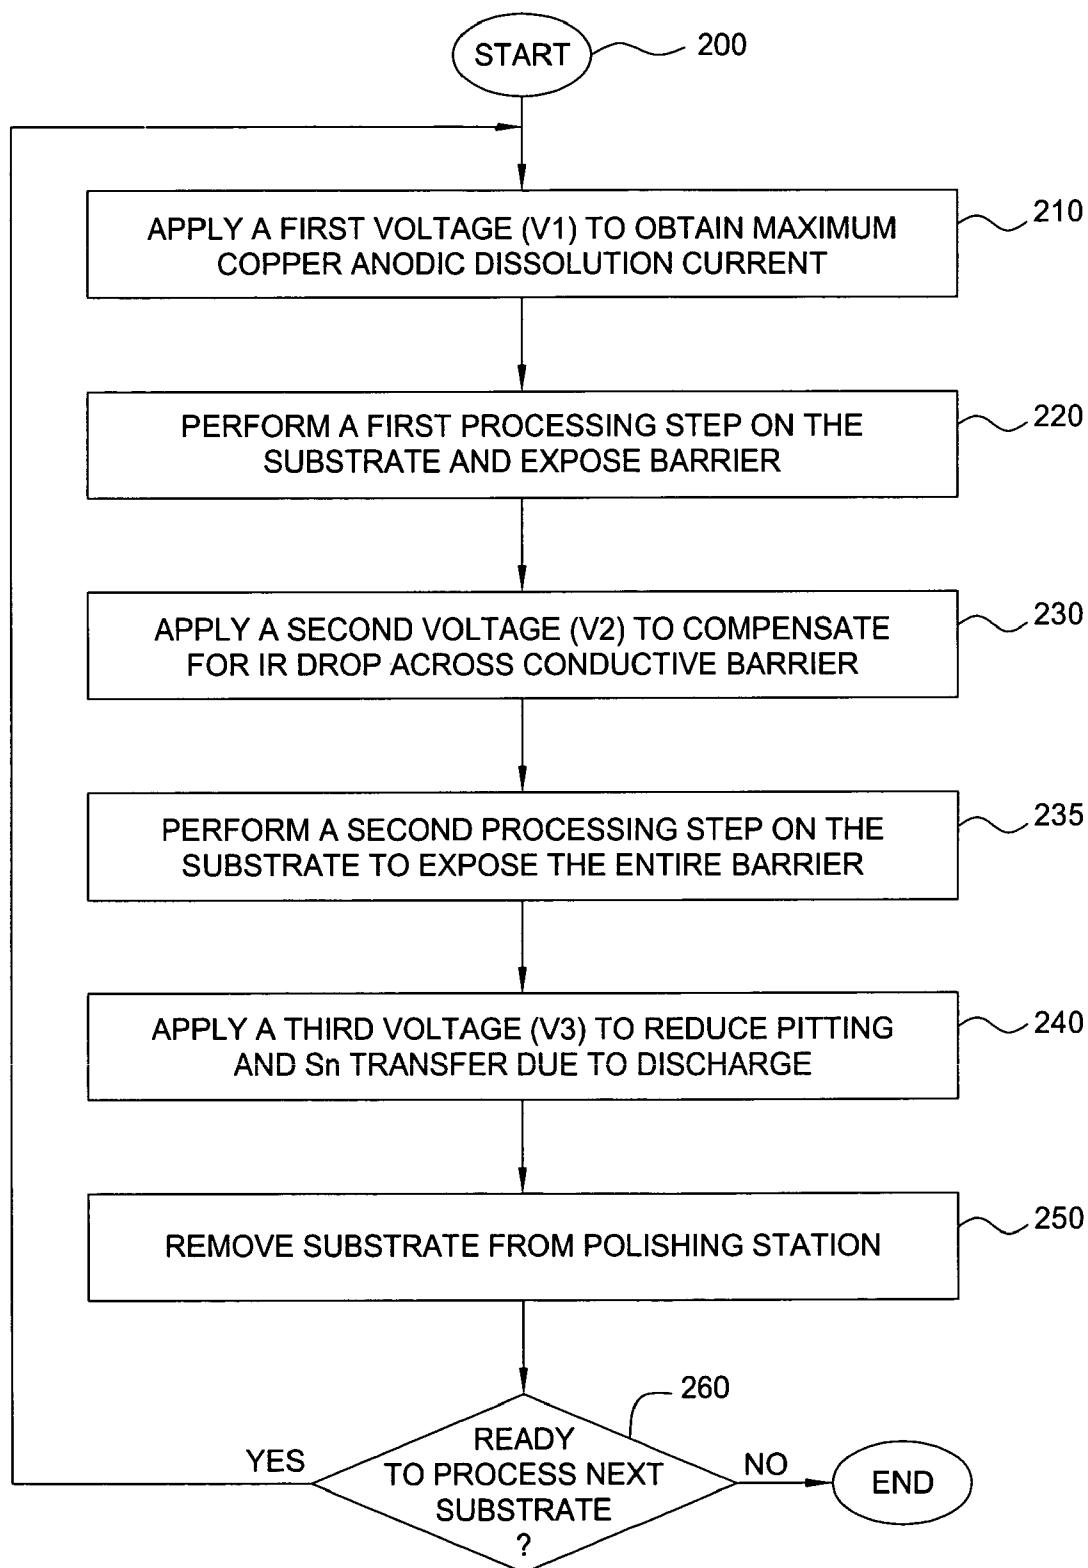 START
200
APPLY A FIRST VOLTAGE (V1) TO OBTAIN MAXIMUM
COPPER ANODIC DISSOLUTION CURRENT
210
PERFORM A FIRST PROCESSING STEP ON THE
SUBSTRATE AND EXPOSE BARRIER
220
APPLY A SECOND VOLTAGE (V2) TO COMPENSATE
FOR IR DROP ACROSS CONDUCTIVE BARRIER
230
PERFORM A SECOND PROCESSING STEP ON THE
SUBSTRATE TO EXPOSE THE ENTIRE BARRIER
235
APPLY A THIRD VOLTAGE (V3) TO REDUCE PITTING
AND Sn TRANSFER DUE TO DISCHARGE
240
REMOVE SUBSTRATE FROM POLISHING STATION
250
260
YES
READY
TO PROCESS NEXT
SUBSTRATE
?
NO
END